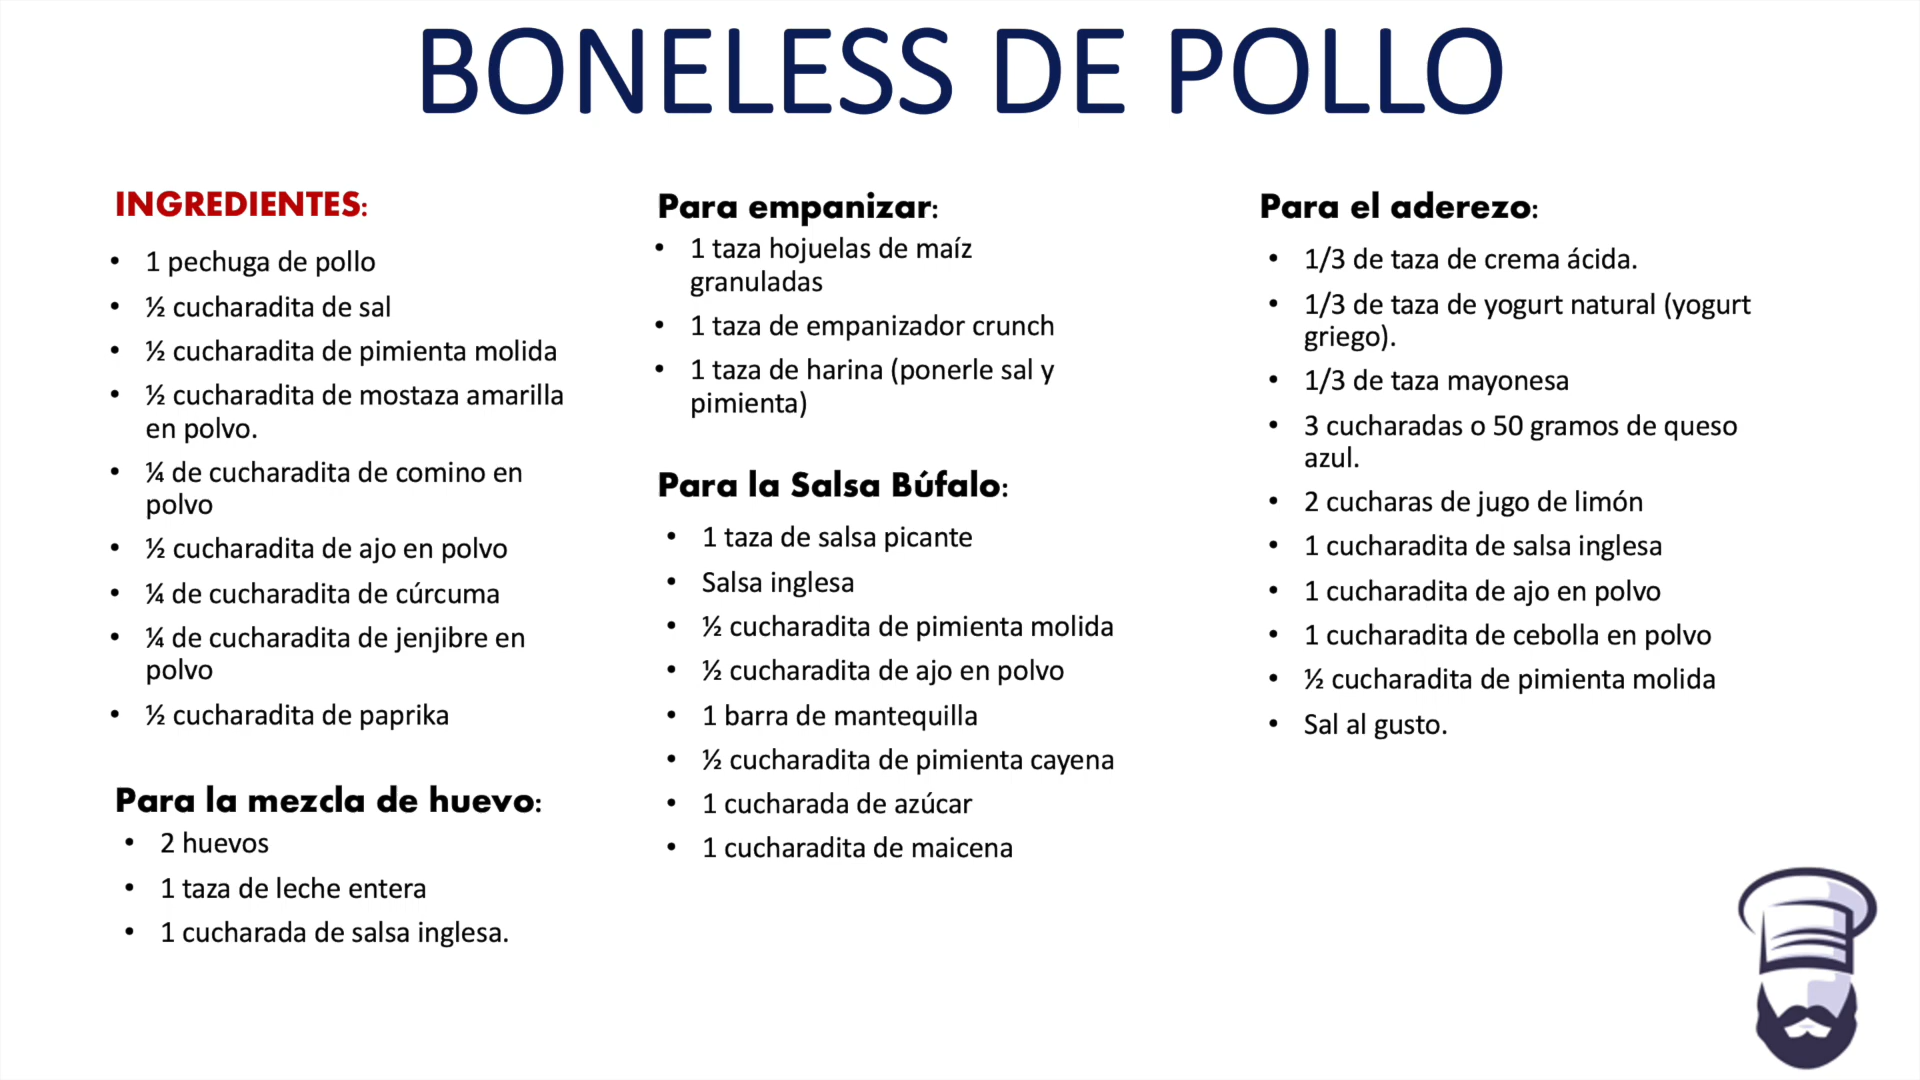 BONELESS DE POLLO
INGREDIENTES:
• 1 pechuga de pollo
• ½ cucharadita de sal
• ½ cucharadita de pimienta molida
• ½ cucharadita de mostaza amarilla
en polvo.
• ¼ de cucharadita de comino en
polvo
• ½ cucharadita de ajo en polvo
• ¼ de cucharadita de cúrcuma
• ¼ de cucharadita de jenjibre en
polvo
• ½ cucharadita de paprika
Para la mezcla de huevo:
• 2 huevos
• 1 taza de leche entera
• 1 cucharada de salsa inglesa.
Para empanizar:
• 1 taza hojuelas de maíz
granuladas
• 1 taza de empanizador crunch
• 1 taza de harina (ponerle sal y
pimienta)
Para la Salsa Búfalo:
• 1 taza de salsa picante
• Salsa inglesa
• ½ cucharadita de pimienta molida
• ½ cucharadita de ajo en polvo
• 1 barra de mantequilla
• ½ cucharadita de pimienta cayena
• 1 cucharada de azúcar
• 1 cucharadita de maicena
Para el aderezo:
• 1/3 de taza de crema ácida.
• 1/3 de taza de yogurt natural (yogurt
griego).
• 1/3 de taza mayonesa
• 3 cucharadas o 50 gramos de queso
azul.
• 2 cucharas de jugo de limón
• 1 cucharadita de salsa inglesa
• 1 cucharadita de ajo en polvo
• 1 cucharadita de cebolla en polvo
• ½ cucharadita de pimienta molida
• Sal al gusto.